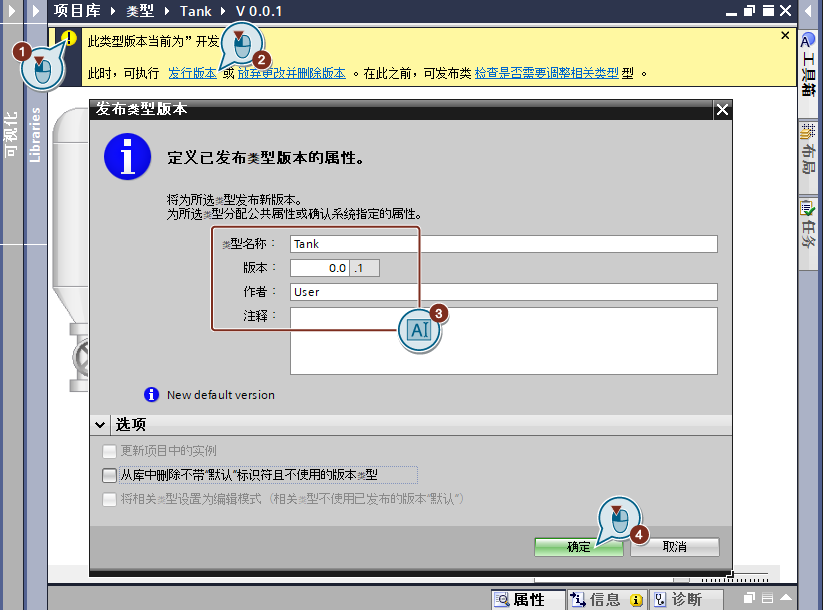 项目库 ▸ 类型 ▸ Tank ▸ V 0.0.1
此类型版本当前为”开发
此时，可执行 发行版本 或 放弃更改并删除版本 。在此之前，可发布类 检查是否需要调整相关类型 型 。
1
2
可视化
Libraries
工具箱
布局
任务
发布类型版本
定义已发布类型版本的属性。
将为所选类型发布新版本。
为所选类型分配公共属性或确认系统指定的属性。
类型名称： Tank
版本： 0.0 .1
作者： User
注释：
AI
3
New default version
选项
更新项目中的实例
从库中删除不带“默认”标识符且不使用的版本类型
将相关类型设置为编辑模式（相关类型不使用已发布的版本“默认”）
确定
取消
4
属性
信息
诊断